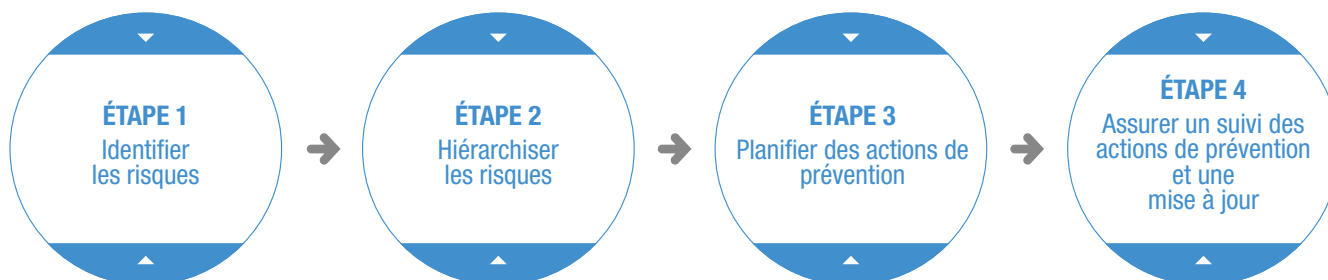 ÉTAPE 1
Identifier
les risques
ÉTAPE 2
Hiérarchiser
les risques
ÉTAPE 3
Planifier des actions de
prévention
ÉTAPE 4
Assurer un suivi des
actions de prévention
et une
mise à jour